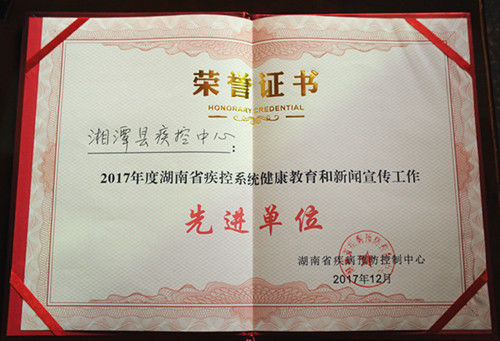 荣誉证书
HONORARY CREDENTIAL
湘潭县疾控中心：
2017年度湖南省疾控系统健康教育和新闻宣传工作
先进单位
湖南省疾病预防控制中心
2017年12月